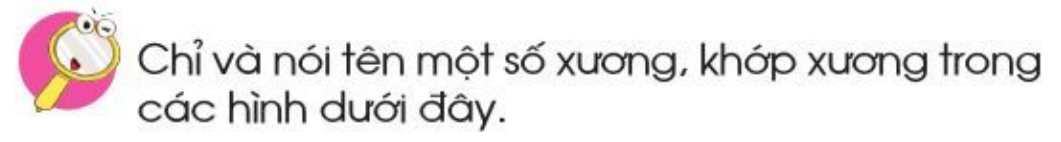 Chỉ và nói tên một số xương, khớp xương trong
các hình dưới đây.